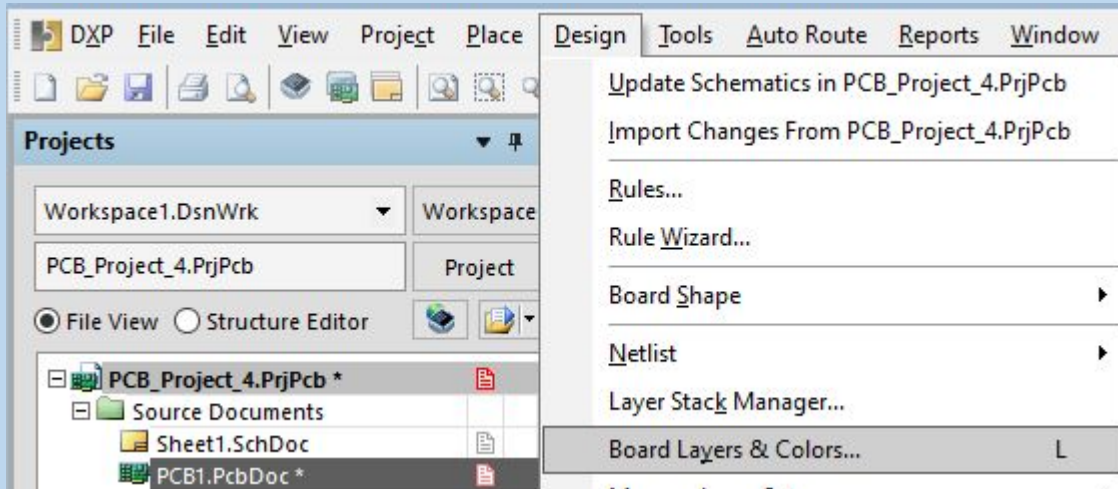 DXP File Edit View Project Place Design Tools Auto Route Reports Window
Update Schematics in PCB_Project_4.PrjPcb
Import Changes From PCB_Project_4.PrjPcb
Rules...
Rule Wizard...
Board Shape
Netlist
Layer Stack Manager...
Board Layers & Colors... L
Projects
Workspace1.DsnWrk Workspace
PCB_Project_4.PrjPcb Project
File View Structure Editor
PCB_Project_4.PrjPcb *
Source Documents
Sheet1.SchDoc
PCB1.PcbDoc *